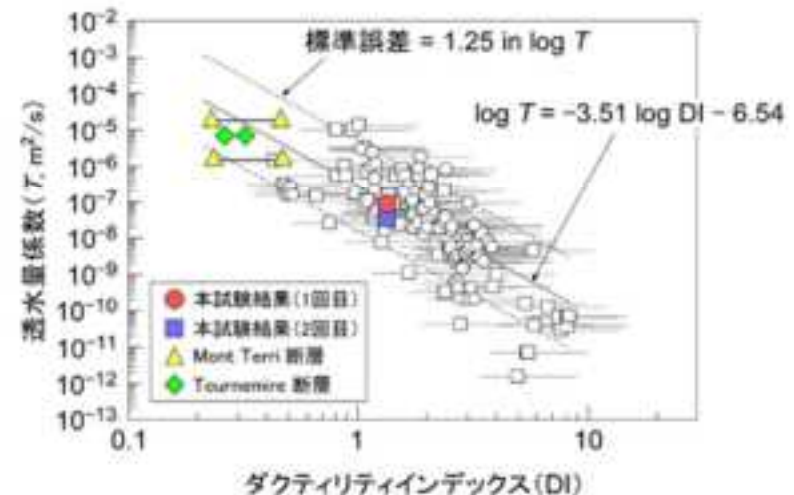 10⁻²
10⁻³
10⁻⁴
10⁻⁵
10⁻⁶
10⁻⁷
10⁻⁸
10⁻⁹
10⁻¹⁰
10⁻¹¹
10⁻¹²
10⁻¹³
透水量係数(T, m²/s)
標準誤差 = 1.25 in log T
log T = −3.51 log DI − 6.54
本試験結果(1回目)
本試験結果(2回目)
Mont Terri 断層
Tournemire 断層
0.1
1
10
ダクティリティインデックス(DI)